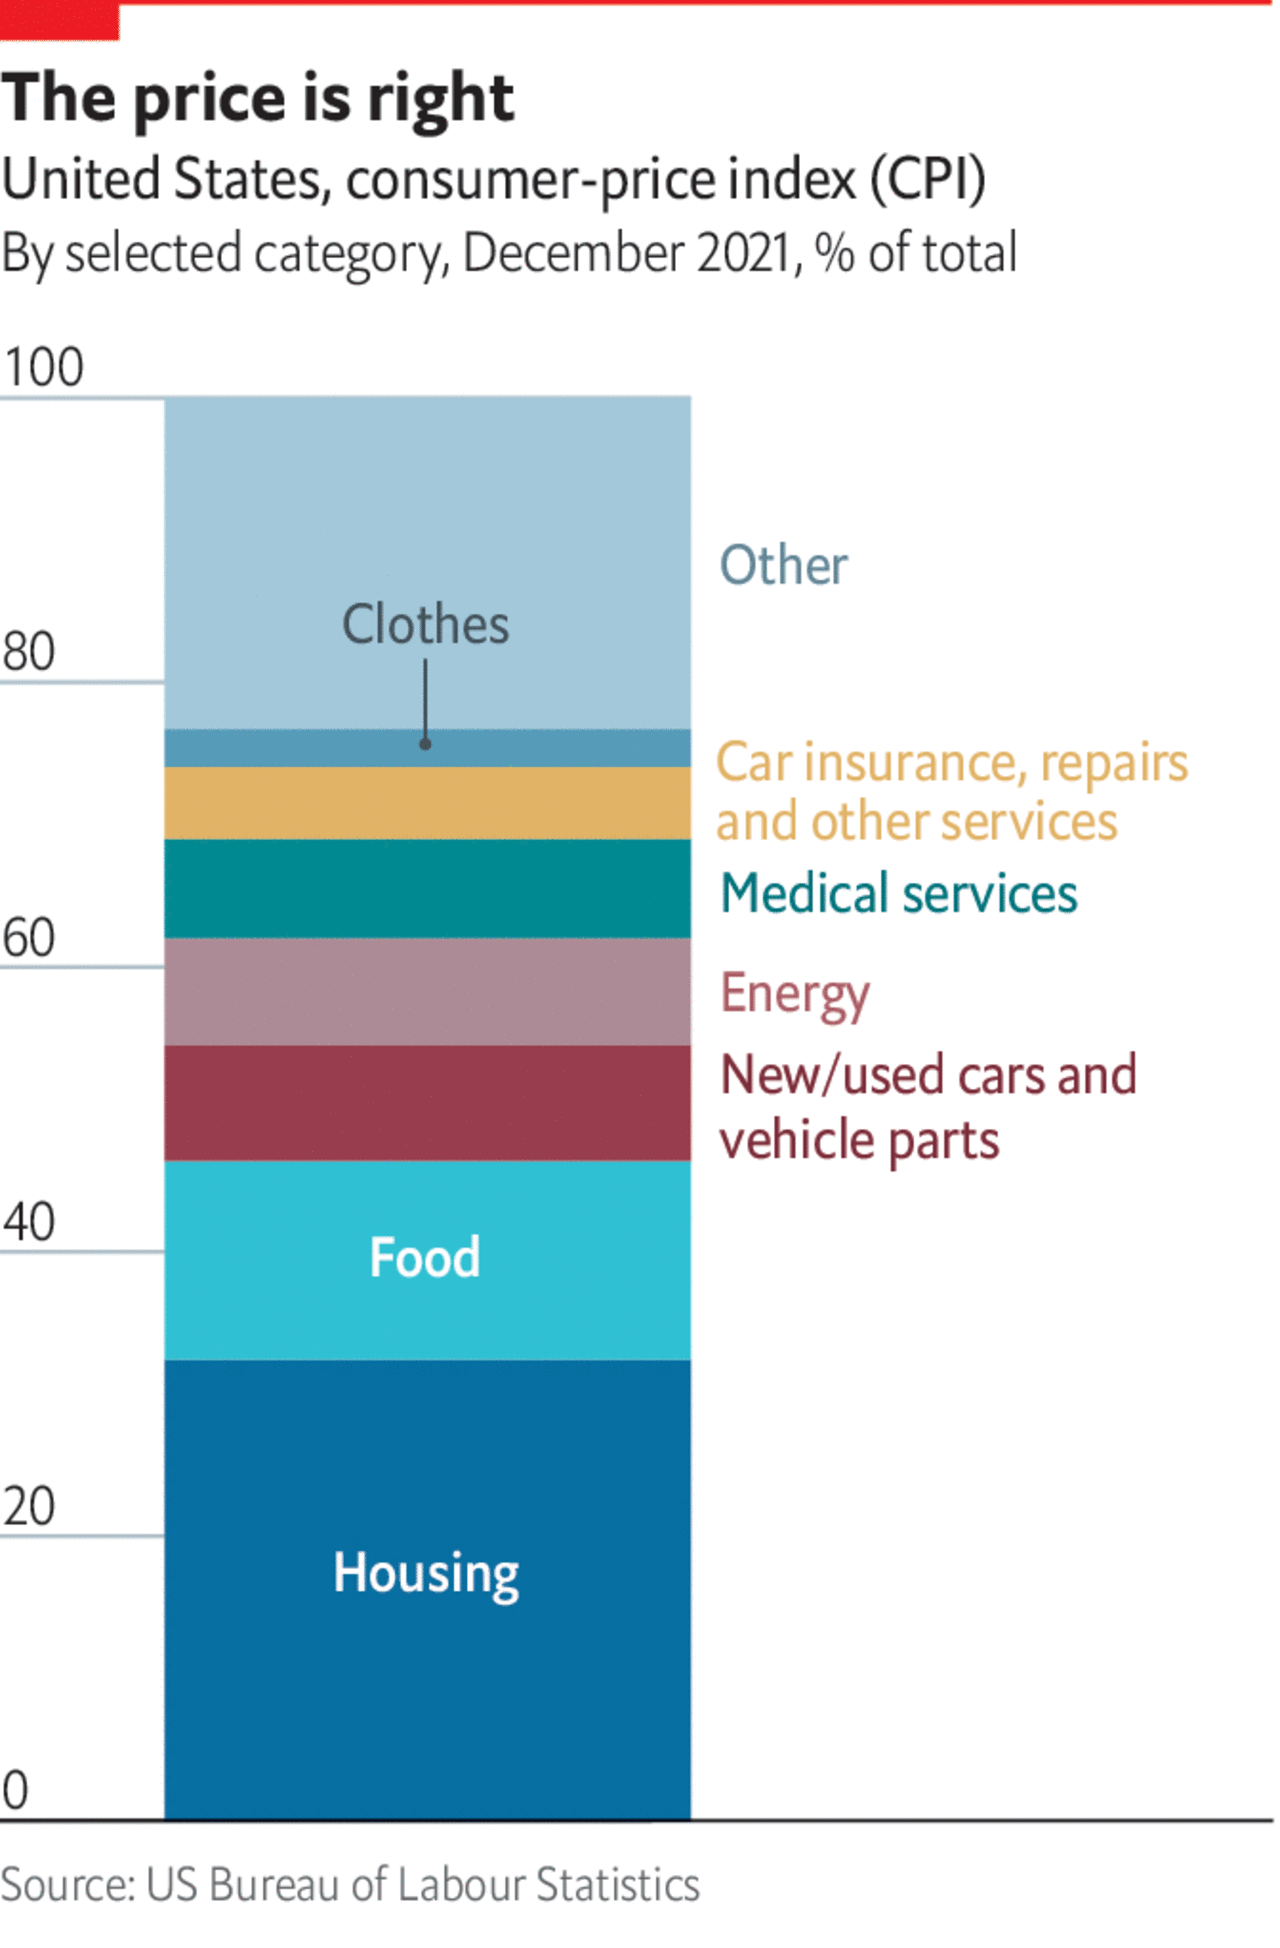 The price is right
United States, consumer-price index (CPI)
By selected category, December 2021, % of total
100
Other
Clothes
80
Car insurance, repairs
and other services
Medical services
60
Energy
New/used cars and
vehicle parts
40
Food
20
Housing
0
Source: US Bureau of Labour Statistics